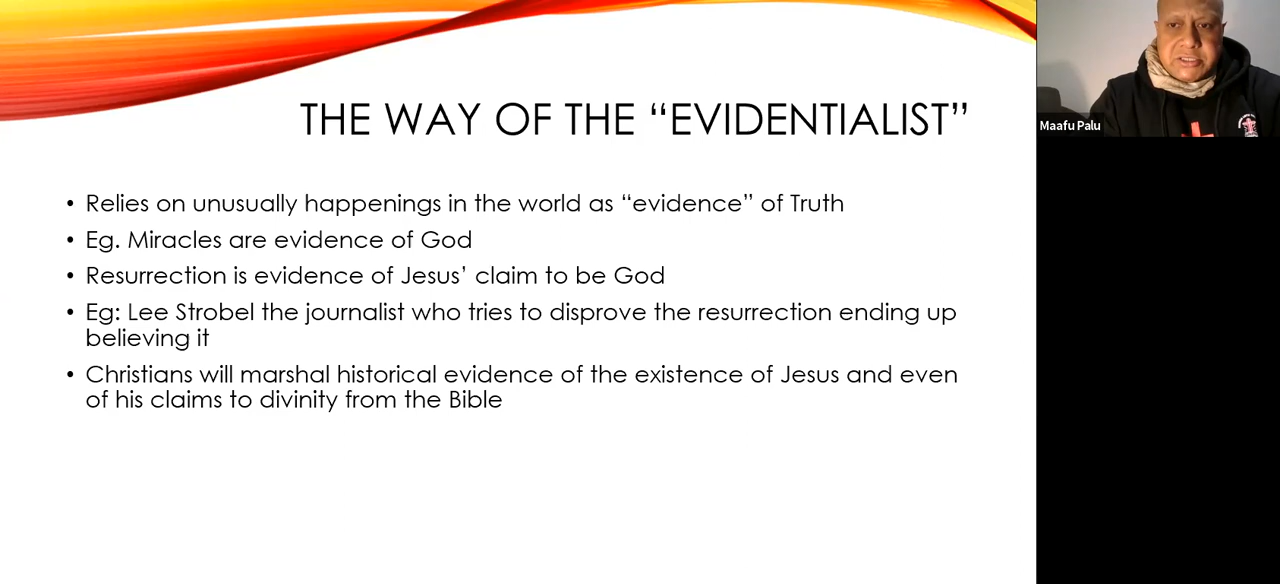 THE WAY OF THE “EVIDENTIALIST”
Maafu Palu
• Relies on unusually happenings in the world as “evidence” of Truth
• Eg. Miracles are evidence of God
• Resurrection is evidence of Jesus’ claim to be God
• Eg: Lee Strobel the journalist who tries to disprove the resurrection ending up
believing it
• Christians will marshal historical evidence of the existence of Jesus and even
of his claims to divinity from the Bible